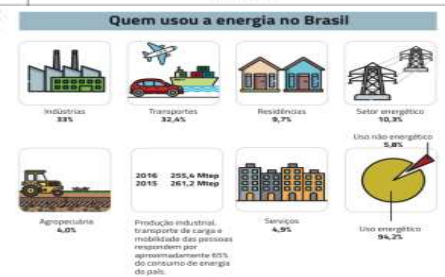 Quem usou a energia no Brasil
Indústrias
33%
Transportes
32,4%
Residências
9,7%
Setor energético
10,3%
Uso não energético
5,8%
Agropecuária
4,0%
2016 255,4 Mtep
2015 261,2 Mtep
Produção industrial,
transporte de carga e
mobilidade das pessoas
respondem por
aproximadamente 65%
do consumo de energia
do país.
Serviços
4,9%
Uso energético
94,2%